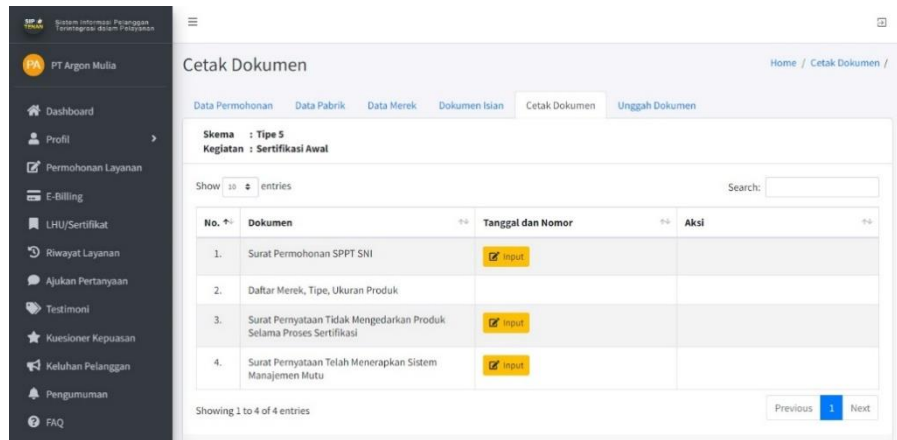 SIP TENAN
Sistem Informasi Pelanggan
Terintegrasi dalam Pelayanan
PA PT Argon Mulia
Dashboard
Profil
Permohonan Layanan
E-Billing
LHU/Sertifikat
Riwayat Layanan
Ajukan Pertanyaan
Testimoni
Kuesioner Kepuasan
Keluhan Pelanggan
Pengumuman
FAQ
Cetak Dokumen
Home / Cetak Dokumen /
Data Permohonan Data Pabrik Data Merek Dokumen Isian Cetak Dokumen Unggah Dokumen
Skema : Tipe 5
Kegiatan : Sertifikasi Awal
Show 10 entries Search:
No. Dokumen Tanggal dan Nomor Aksi
1. Surat Permohonan SPPT SNI Input
2. Daftar Merek, Tipe, Ukuran Produk
3. Surat Pernyataan Tidak Mengedarkan Produk Input
Selama Proses Sertifikasi
4. Surat Pernyataan Telah Menerapkan Sistem Input
Manajemen Mutu
Showing 1 to 4 of 4 entries Previous 1 Next